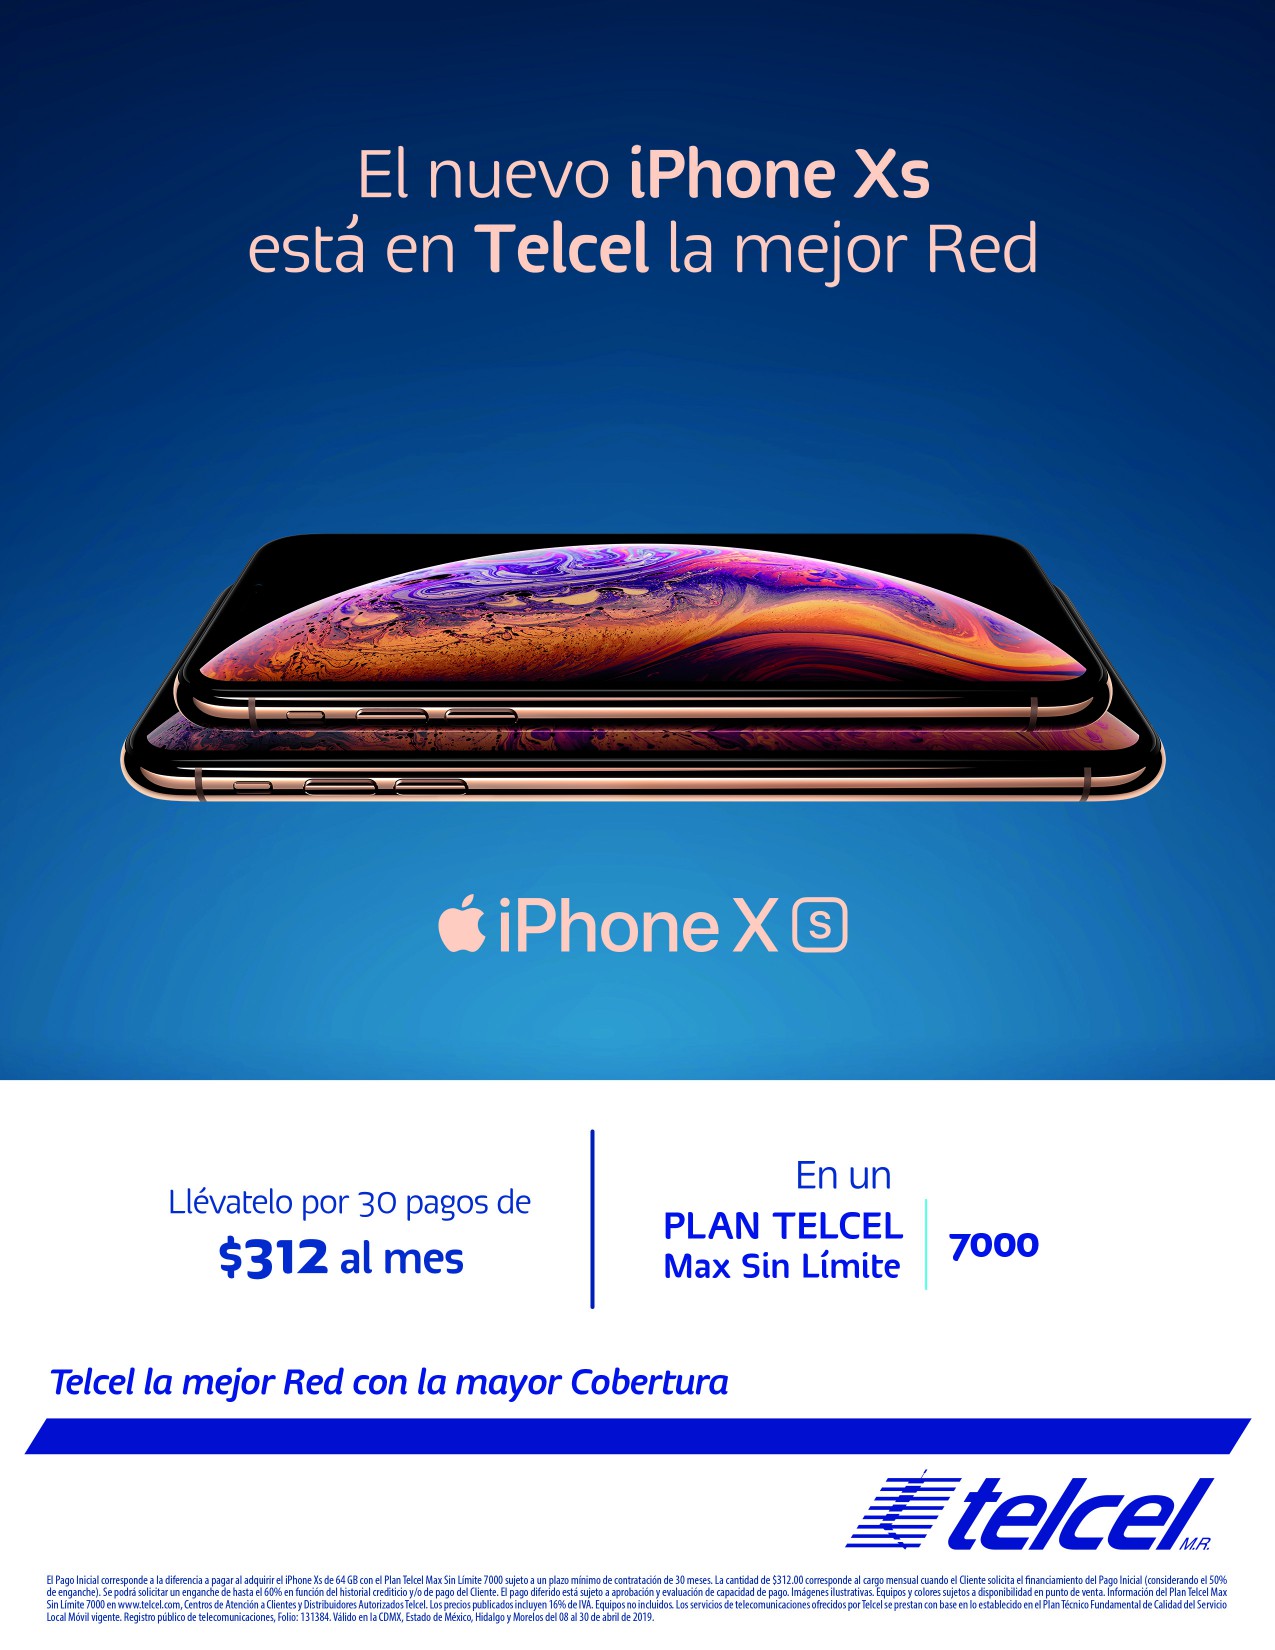 El nuevo iPhone Xs
está en Telcel la mejor Red
iPhone X S
Llévatelo por 30 pagos de
$312 al mes
En un
PLAN TELCEL
Max Sin Límite
7000
Telcel la mejor Red con la mayor Cobertura
telcel M.R.
El Pago Inicial corresponde a la diferencia a pagar al adquirir el iPhone Xs de 64 GB con el Plan Telcel Max Sin Límite 7000 sujeto a un plazo mínimo de contratación de 30 meses. La cantidad de $312.00 corresponde al cargo mensual cuando el Cliente solicita el financiamiento del Pago Inicial (considerando el 50%
de enganche). Se podrá solicitar un enganche de hasta el 60% en función del historial crediticio y/o de pago del Cliente. El pago diferido está sujeto a aprobación y evaluación de capacidad de pago. Imágenes ilustrativas. Equipos y colores sujetos a disponibilidad en punto de venta. Información del Plan Telcel Max
Sin Límite 7000 en www.telcel.com, Centros de Atención a Clientes y Distribuidores Autorizados Telcel. Los precios publicados incluyen 16% de IVA. Equipos no incluidos. Los servicios de telecomunicaciones ofrecidos por Telcel se prestan con base en lo establecido en el Plan Técnico Fundamental de Calidad del Servicio
Local Móvil vigente. Registro público de telecomunicaciones, Folio: 131384. Válido en la CDMX, Estado de México, Hidalgo y Morelos del 08 al 30 de abril de 2019.